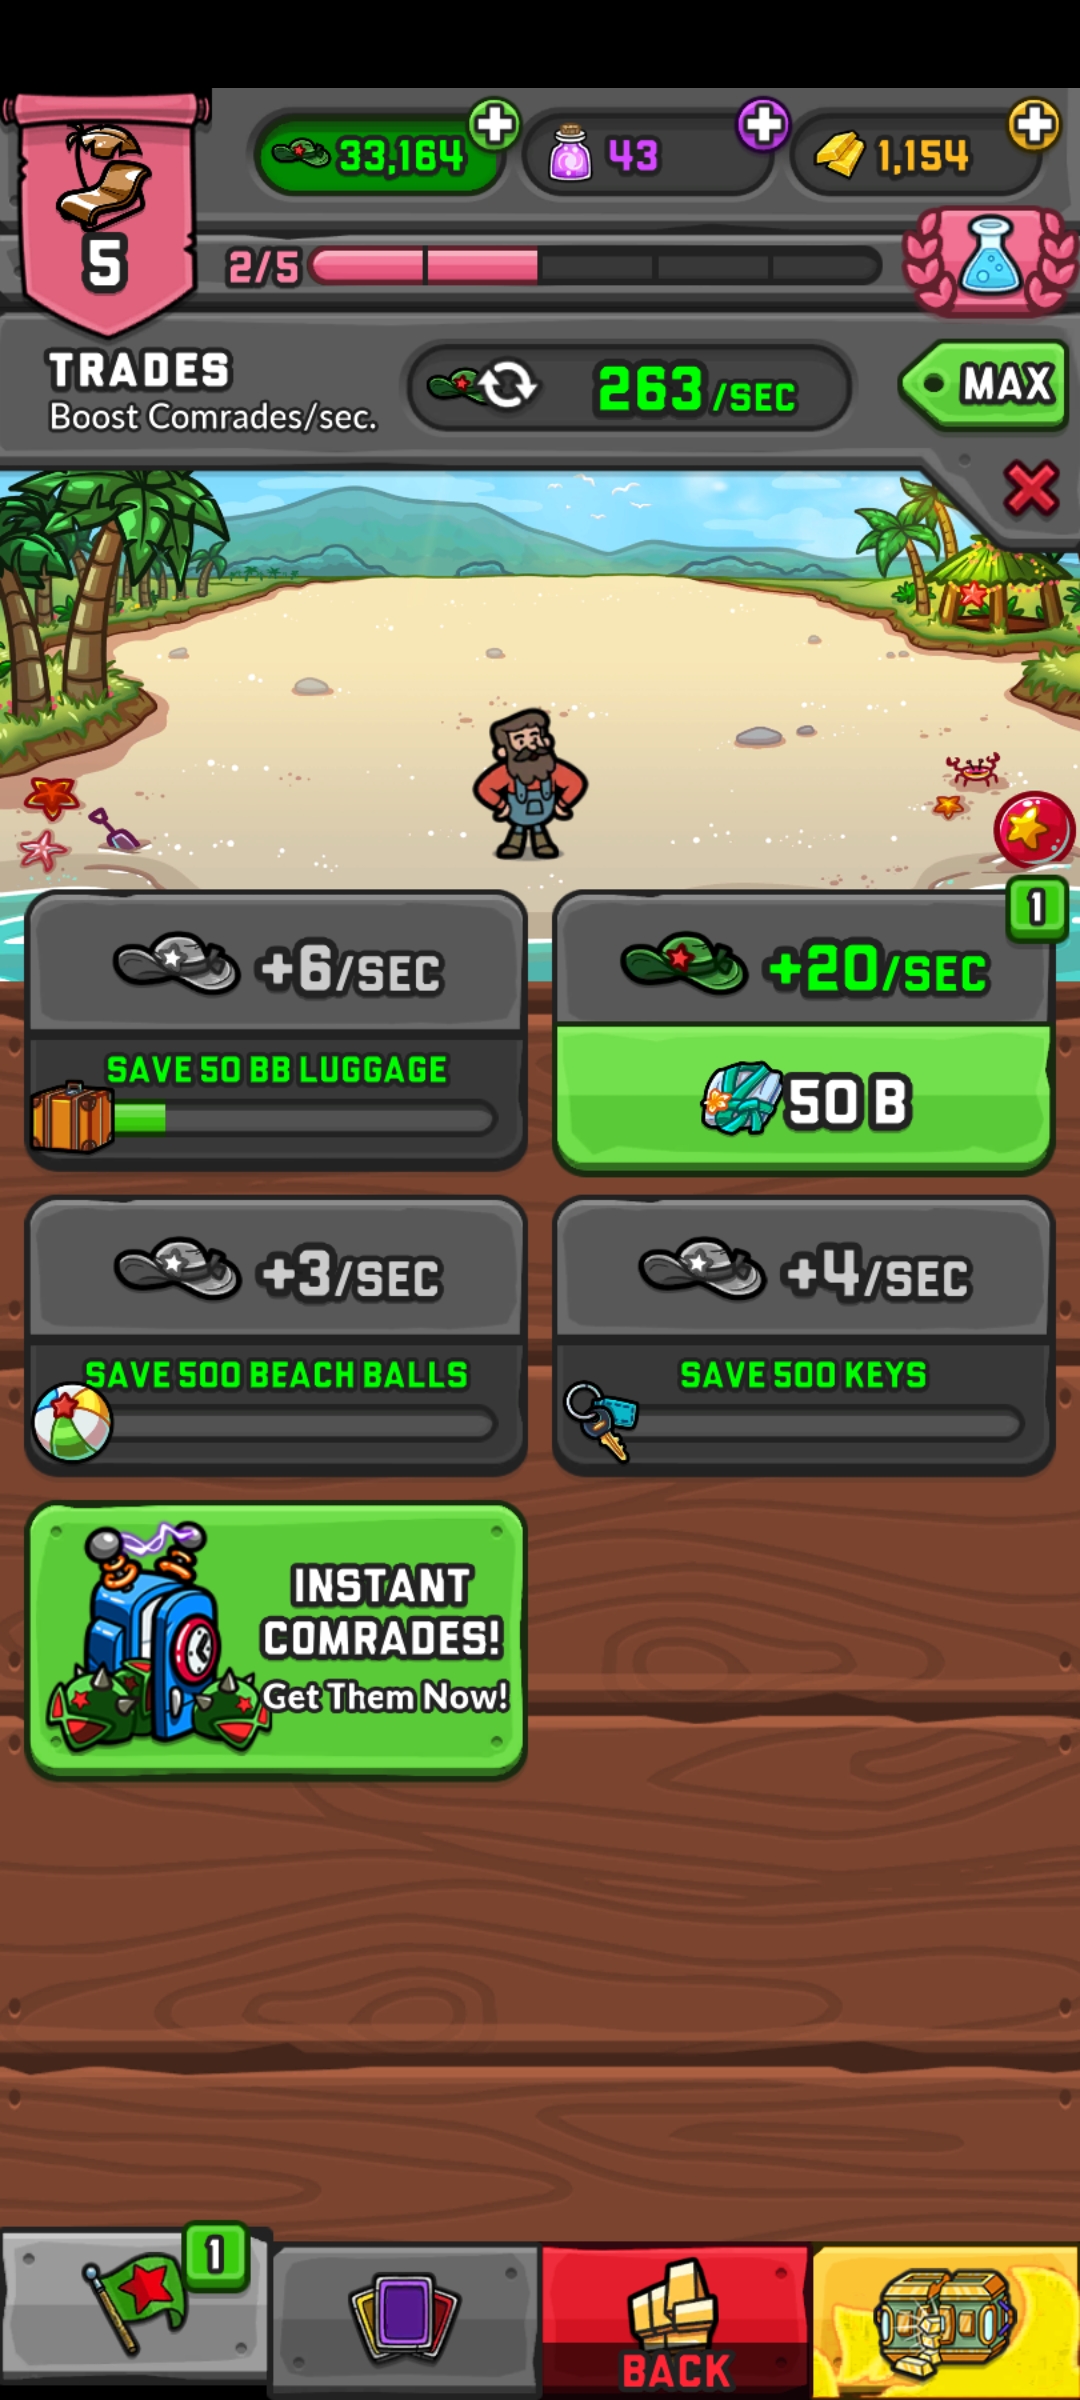 33,164
43
1,154
5
2/5
TRADES
Boost Comrades/sec.
263/SEC
MAX
+6/SEC
SAVE 50 BB LUGGAGE
1
+20/SEC
50 B
+3/SEC
SAVE 500 BEACH BALLS
+4/SEC
SAVE 500 KEYS
INSTANT
COMRADES!
Get Them Now!
1
BACK